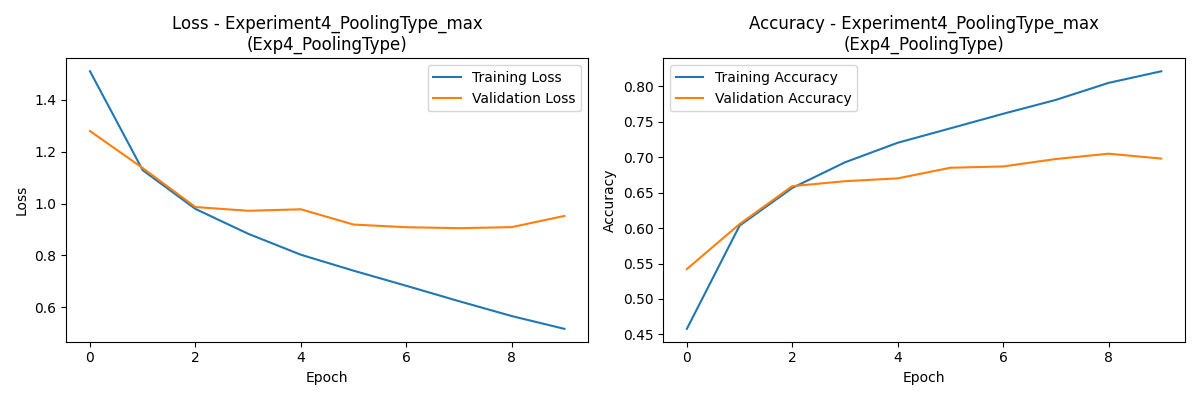 Loss - Experiment4_PoolingType_max
(Exp4_PoolingType)
Training Loss
Validation Loss
1.4
1.2
1.0
0.8
0.6
Loss
0
2
4
6
8
Epoch
Accuracy - Experiment4_PoolingType_max
(Exp4_PoolingType)
Training Accuracy
Validation Accuracy
0.80
0.75
0.70
0.65
0.60
0.55
0.50
0.45
Accuracy
0
2
4
6
8
Epoch